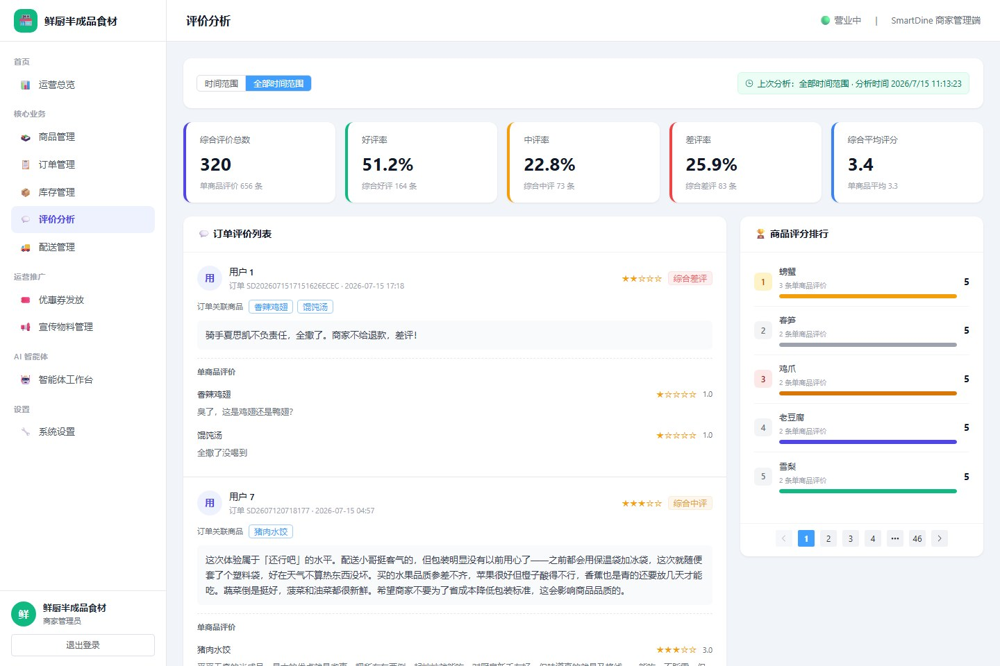 鲜厨半成品食材
首页
运营总览
核心业务
商品管理
订单管理
库存管理
评价分析
配送管理
运营推广
优惠券发放
宣传物料管理
AI 智能体
智能体工作台
设置
系统设置
鲜
鲜厨半成品食材
商家管理员
退出登录
评价分析
营业中 | SmartDine 商家管理端
时间范围 全部时间范围
上次分析：全部时间范围 · 分析时间 2026/7/15 11:13:23
综合评价总数
320
单商品评价 656 条
好评率
51.2%
综合好评 164 条
中评率
22.8%
综合中评 73 条
差评率
25.9%
综合差评 83 条
综合平均评分
3.4
单商品平均 3.3
订单评价列表
用
用户 1
订单 SD2026071517151626ECEC · 2026-07-15 17:18
★★☆☆☆ 综合差评
订单关联商品 香辣鸡翅 馄饨汤
骑手夏思凯不负责任，全撒了。商家不给退款，差评！
单商品评价
香辣鸡翅 ★☆☆☆☆ 1.0
臭了，这是鸡翅还是鸭翅？
馄饨汤 ★☆☆☆☆ 1.0
全撒了没喝到
用
用户 7
订单 SD2607120718177 · 2026-07-15 04:57
★★★☆☆ 综合中评
订单关联商品 猪肉水饺
这次体验属于「还行吧」的水平。配送小哥挺客气的，但包装明显没有以前用心了——之前都会用保温袋加冰袋，这次就随便
套了个塑料袋，好在天气不算热东西没坏。买的水果品质参差不齐，苹果很好但橙子酸得不行，香蕉也是青的还要放几天才能
吃。蔬菜倒是挺好，菠菜和油菜都很新鲜。希望商家不要为了省成本降低包装标准，这会影响商品品质的。
单商品评价
猪肉水饺 ★★★☆☆ 3.0
商品评分排行
1
螃蟹
3 条单商品评价
5
2
春笋
2 条单商品评价
5
3
鸡爪
2 条单商品评价
5
4
老豆腐
2 条单商品评价
5
5
雪梨
2 条单商品评价
5
1 2 3 4 ••• 46